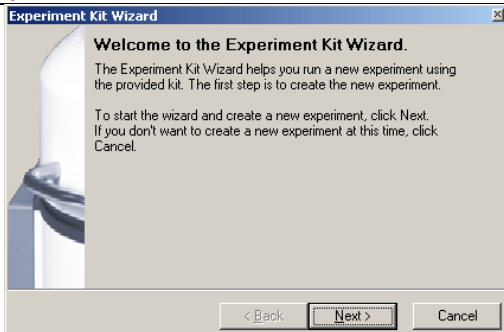 Experiment Kit Wizard
Welcome to the Experiment Kit Wizard.
The Experiment Kit Wizard helps you run a new experiment using
the provided kit. The first step is to create the new experiment.
To start the wizard and create a new experiment, click Next.
If you don't want to create a new experiment at this time, click
Cancel.
< Back Next > Cancel